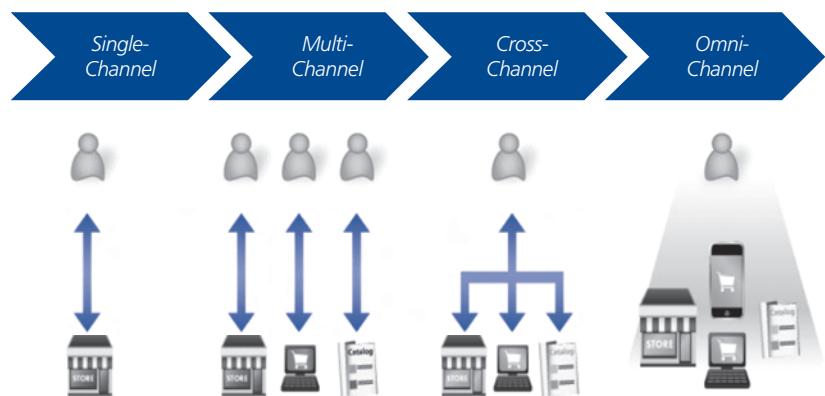 Single-
Channel
Multi-
Channel
Cross-
Channel
Omni-
Channel
STORE
STORE
Catalog
STORE
Catalog
STORE
Catalog